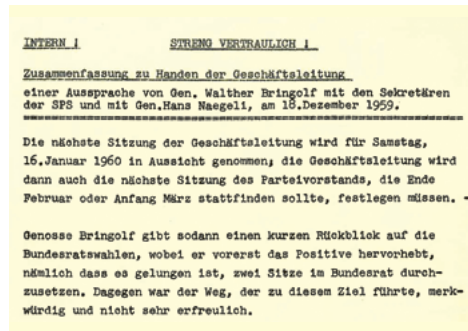 INTERN !   STRENG VERTRAULICH !
Zusammenfassung zu Handen der Geschäftsleitung
einer Aussprache von Gen. Walther Bringolf mit den Sekretären
der SPS und mit Gen.Hans Naegeli, am 18.Dezember 1959.
Die nächste Sitzung der Geschäftsleitung wird für Samstag,
16.Januar 1960 in Aussicht genommen; die Geschäftsleitung wird
dann auch die nächste Sitzung des Parteivorstands, die Ende
Februar oder Anfang März stattfinden sollte, festlegen müssen. -
Genosse Bringolf gibt sodann einen kurzen Rückblick auf die
Bundesratswahlen, wobei er vorerst das Positive hervorhebt,
nämlich dass es gelungen ist, zwei Sitze im Bundesrat durch-
zusetzen. Dagegen war der Weg, der zu diesem Ziel führte, merk-
würdig und nicht sehr erfreulich.